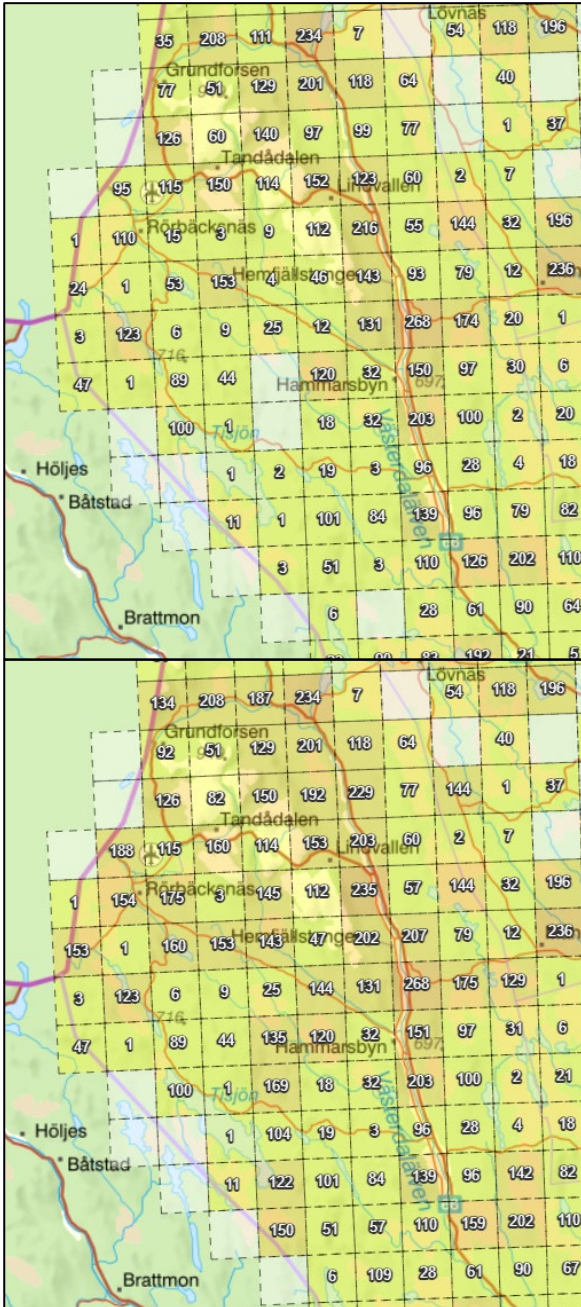 Lövnäs
35 208 111 234 7 54 118 196
Grundforsen
77 51 129 201 118 64 40
126 60 140 97 99 77 1 37
Tandådalen
95 115 150 114 152 Lindvallen 123 60 2 7
Rörbäcksnäs
1 110 15 3 9 112 216 55 144 32 196
24 1 53 153 4 46 143 93 79 12 236
3 123 6 9 25 12 131 268 174 20 1
716
47 1 89 44 120 32 150 97 30 6
Hammarsbyn 697
100 1 18 32 203 100 2 20
Tisjön
Västerdalälven
Höljes
1 2 19 3 96 28 4 18
Båtstad
11 1 101 84 139 96 79 82
66
3 51 3 110 126 202 110
Brattmon
6 28 61 90 64
192 21
Lövnäs
134 208 187 234 7 54 118 196
Grundforsen
92 51 129 201 118 64 40
126 82 150 192 229 77 144 1 37
Tandådalen
188 115 160 114 153 Lindvallen 203 60 2 7
Rörbäcksnäs
1 154 175 3 145 112 235 57 144 32 196
153 1 160 153 143 47 202 207 79 12 236
3 123 6 9 25 144 131 268 175 129 1
716
47 1 89 44 135 120 32 151 97 31 6
Hammarsbyn 697
100 1 169 18 32 203 100 2 21
Tisjön
Västerdalälven
Höljes
1 104 19 3 96 28 4 18
Båtstad
11 122 101 84 139 96 142 82
66
150 51 57 110 159 202 110
Brattmon
6 109 28 61 90 67